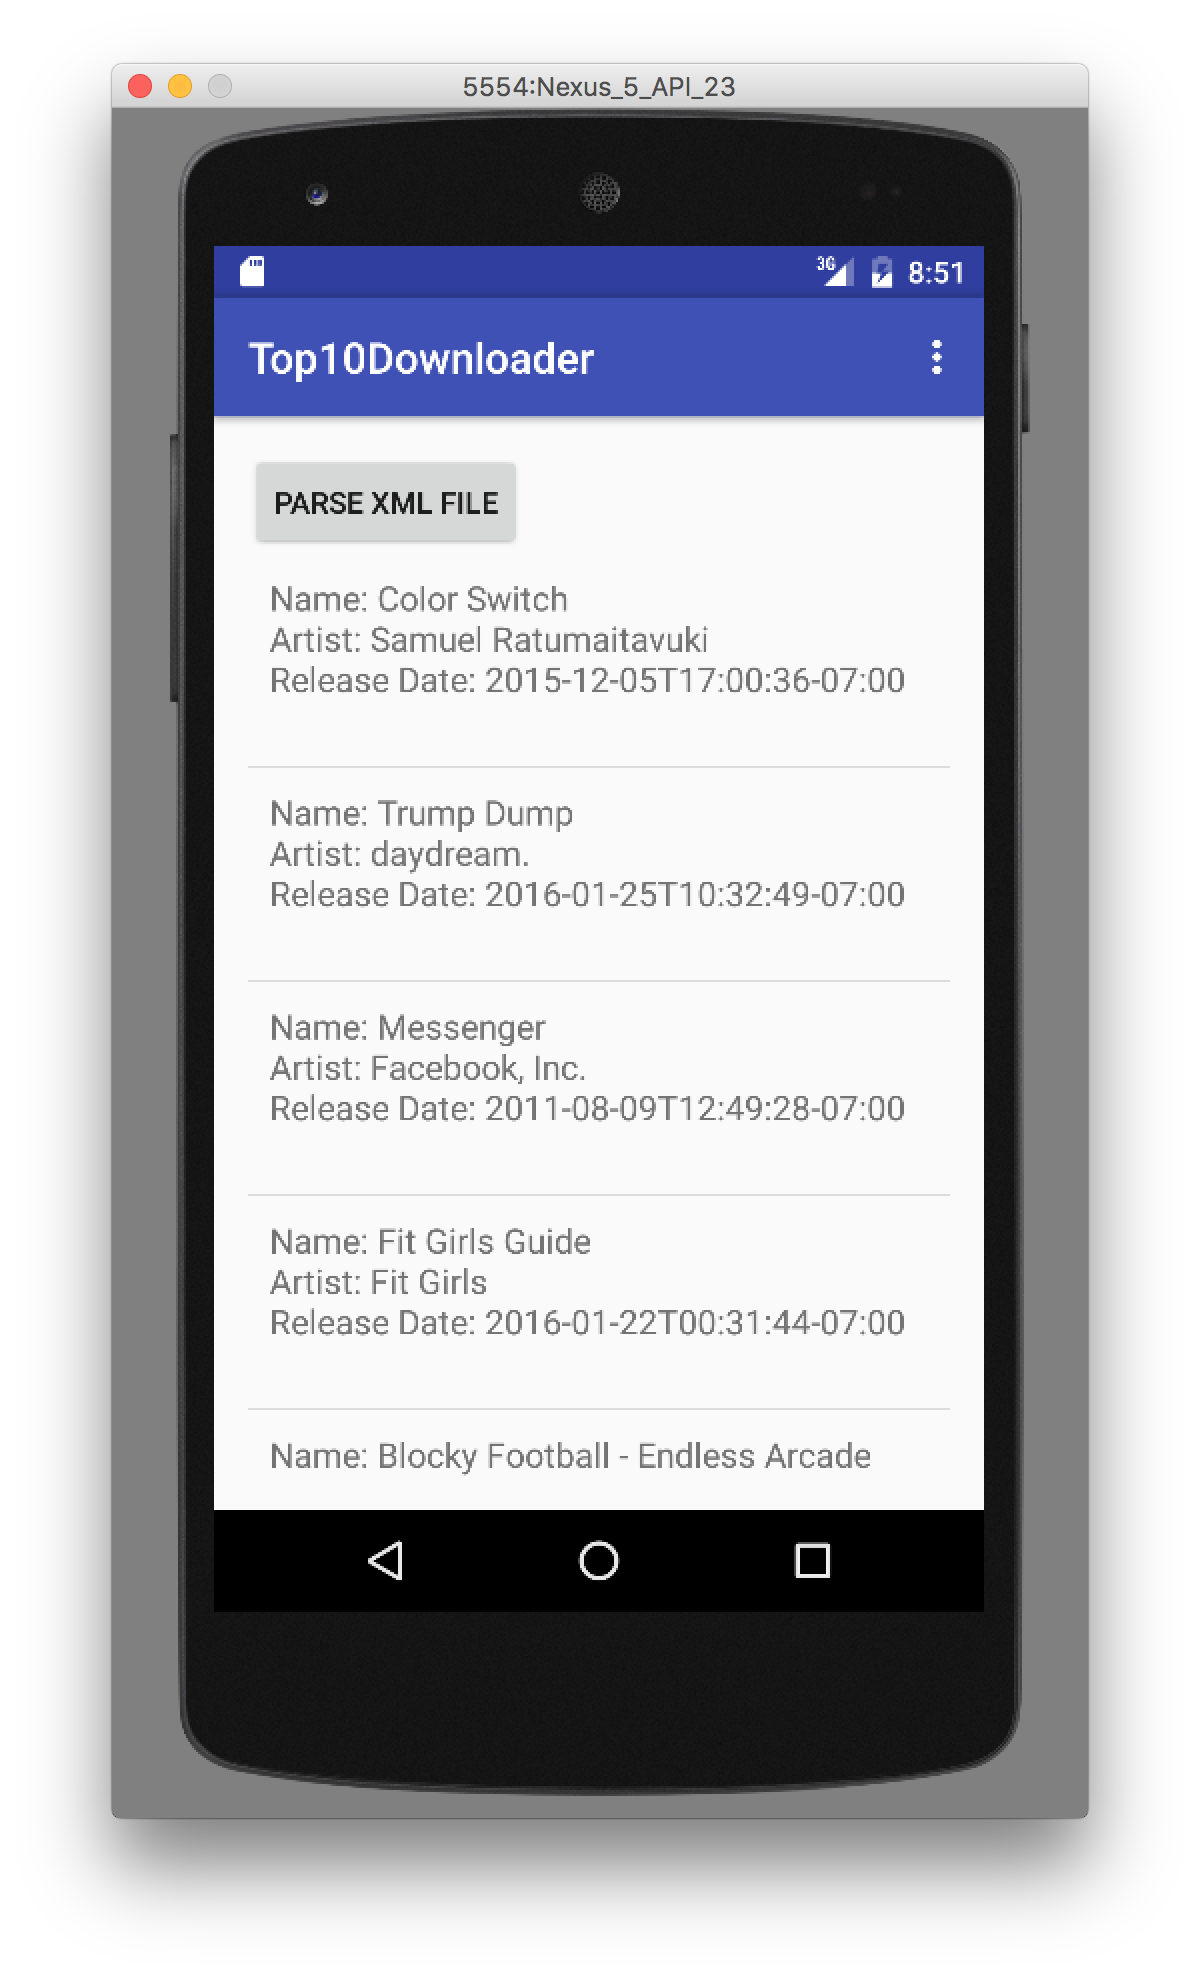 5554:Nexus_5_API_23
3G 8:51
Top10Downloader
PARSE XML FILE
Name: Color Switch
Artist: Samuel Ratumaitavuki
Release Date: 2015-12-05T17:00:36-07:00
Name: Trump Dump
Artist: daydream.
Release Date: 2016-01-25T10:32:49-07:00
Name: Messenger
Artist: Facebook, Inc.
Release Date: 2011-08-09T12:49:28-07:00
Name: Fit Girls Guide
Artist: Fit Girls
Release Date: 2016-01-22T00:31:44-07:00
Name: Blocky Football - Endless Arcade